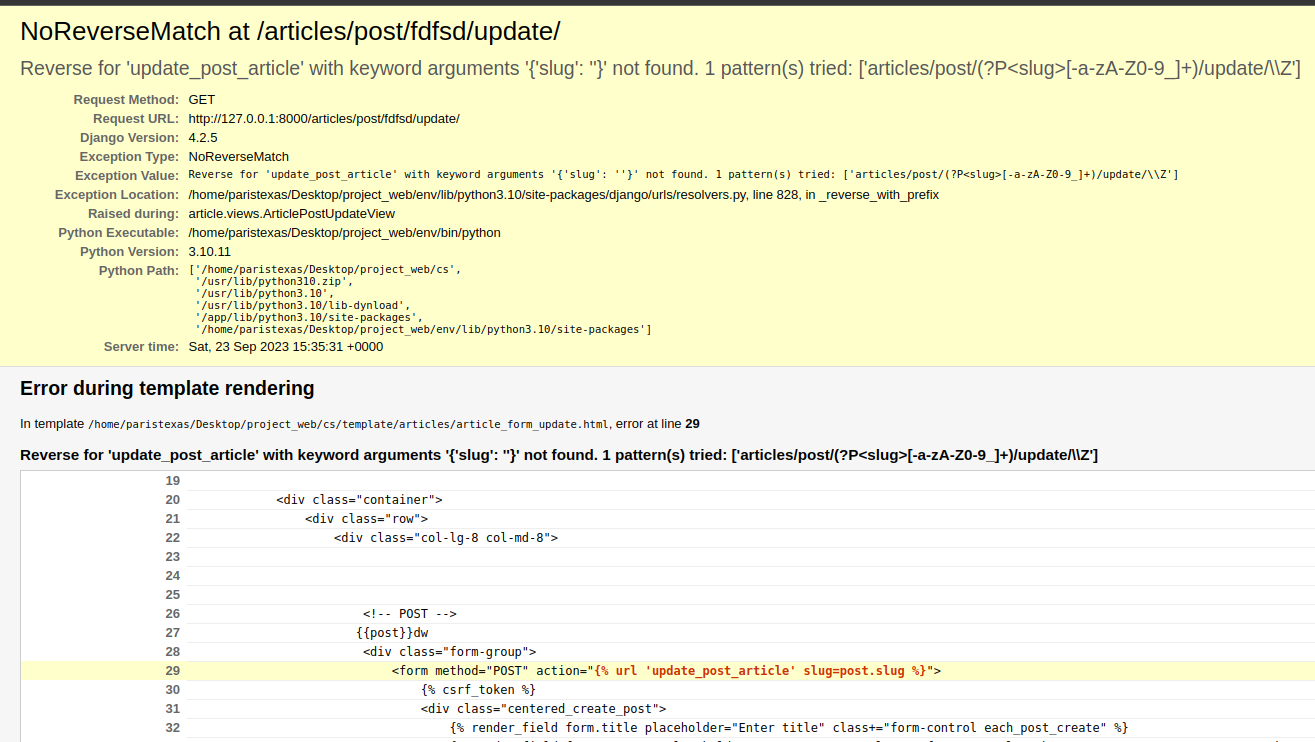 NoReverseMatch at /articles/post/fdfsd/update/
Reverse for 'update_post_article' with keyword arguments '{'slug': ''}' not found. 1 pattern(s) tried: ['articles/post/(?P<slug>[-a-zA-Z0-9_]+)/update/\\Z']
Request Method: GET
Request URL: http://127.0.0.1:8000/articles/post/fdfsd/update/
Django Version: 4.2.5
Exception Type: NoReverseMatch
Exception Value: Reverse for 'update_post_article' with keyword arguments '{'slug': ''}' not found. 1 pattern(s) tried: ['articles/post/(?P<slug>[-a-zA-Z0-9_]+)/update/\\Z']
Exception Location: /home/paristexas/Desktop/project_web/env/lib/python3.10/site-packages/django/urls/resolvers.py, line 828, in _reverse_with_prefix
Raised during: article.views.ArticlePostUpdateView
Python Executable: /home/paristexas/Desktop/project_web/env/bin/python
Python Version: 3.10.11
Python Path: ['/home/paristexas/Desktop/project_web/cs',
'/usr/lib/python310.zip',
'/usr/lib/python3.10',
'/usr/lib/python3.10/lib-dynload',
'/app/lib/python3.10/site-packages',
'/home/paristexas/Desktop/project_web/env/lib/python3.10/site-packages']
Server time: Sat, 23 Sep 2023 15:35:31 +0000
Error during template rendering
In template /home/paristexas/Desktop/project_web/cs/template/articles/article_form_update.html, error at line 29
Reverse for 'update_post_article' with keyword arguments '{'slug': ''}' not found. 1 pattern(s) tried: ['articles/post/(?P<slug>[-a-zA-Z0-9_]+)/update/\\Z']
19
20 <div class="container">
21 <div class="row">
22 <div class="col-lg-8 col-md-8">
23
24
25
26 <!-- POST -->
27 {{post}}dw
28 <div class="form-group">
29 <form method="POST" action="{% url 'update_post_article' slug=post.slug %}">
30 {% csrf_token %}
31 <div class="centered_create_post">
32 {% render_field form.title placeholder="Enter title" class+="form-control each_post_create" %}